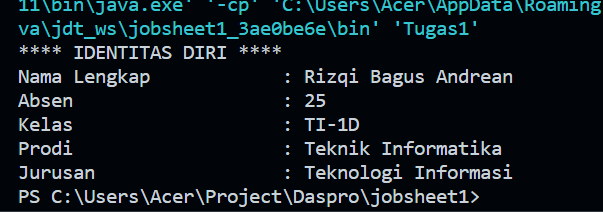 11\bin\java.exe' '-cp' 'C:\Users\Acer\AppData\Roaming
va\jdt_ws\jobsheet1_3ae0be6e\bin' 'Tugas1'
**** IDENTITAS DIRI ****
Nama Lengkap : Rizqi Bagus Andrean
Absen : 25
Kelas : TI-1D
Prodi : Teknik Informatika
Jurusan : Teknologi Informasi
PS C:\Users\Acer\Project\Daspro\jobsheet1>